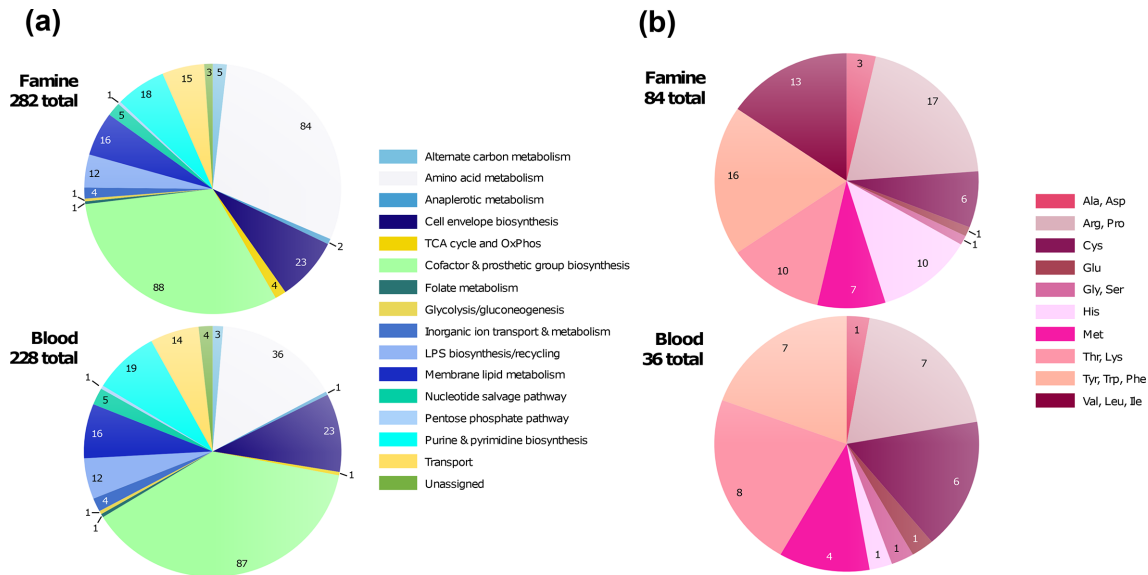 (a)
Famine
282 total
3
5
15
18
1
5
16
12
4
1
1
84
2
23
4
88
Blood
228 total
4
3
14
19
1
5
16
12
4
1
1
36
1
23
1
87
Alternate carbon metabolism
Amino acid metabolism
Anaplerotic metabolism
Cell envelope biosynthesis
TCA cycle and OxPhos
Cofactor & prosthetic group biosynthesis
Folate metabolism
Glycolysis/gluconeogenesis
Inorganic ion transport & metabolism
LPS biosynthesis/recycling
Membrane lipid metabolism
Nucleotide salvage pathway
Pentose phosphate pathway
Purine & pyrimidine biosynthesis
Transport
Unassigned
(b)
Famine
84 total
3
17
6
1
1
10
7
10
16
13
Blood
36 total
1
7
6
1
1
1
4
8
7
Ala, Asp
Arg, Pro
Cys
Glu
Gly, Ser
His
Met
Thr, Lys
Tyr, Trp, Phe
Val, Leu, Ile